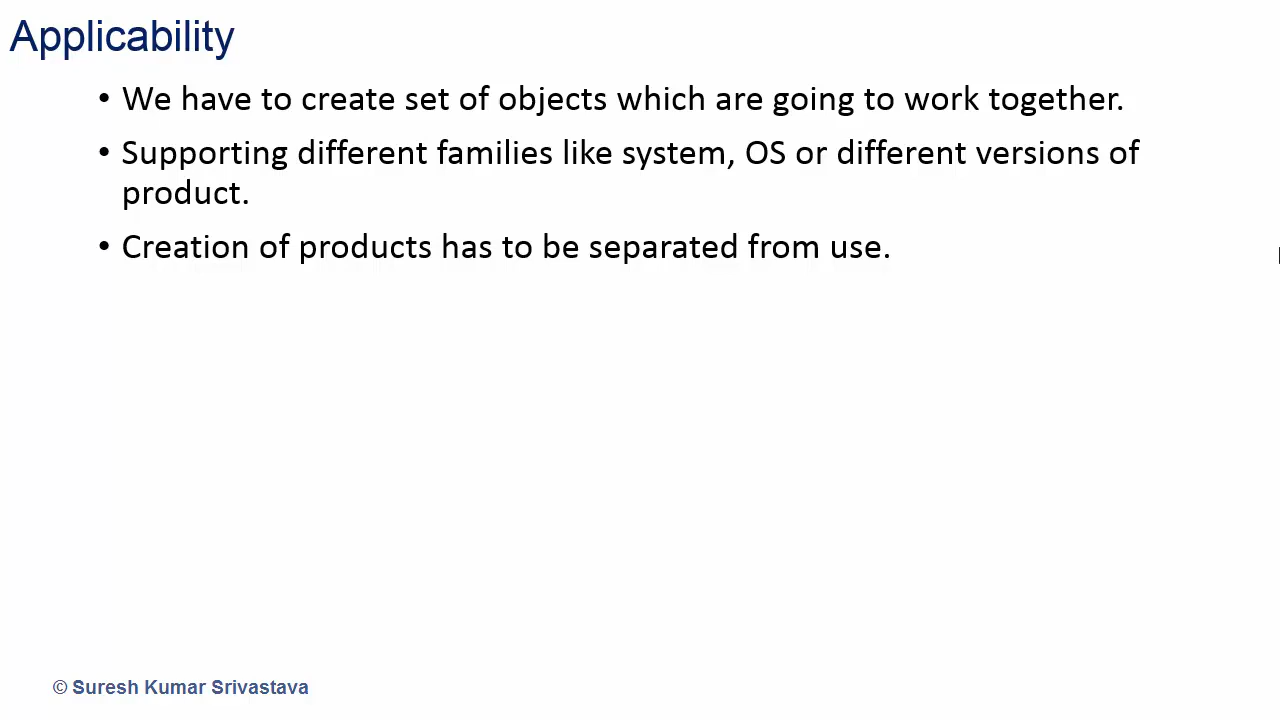 Applicability
• We have to create set of objects which are going to work together.
• Supporting different families like system, OS or different versions of
product.
• Creation of products has to be separated from use.
© Suresh Kumar Srivastava